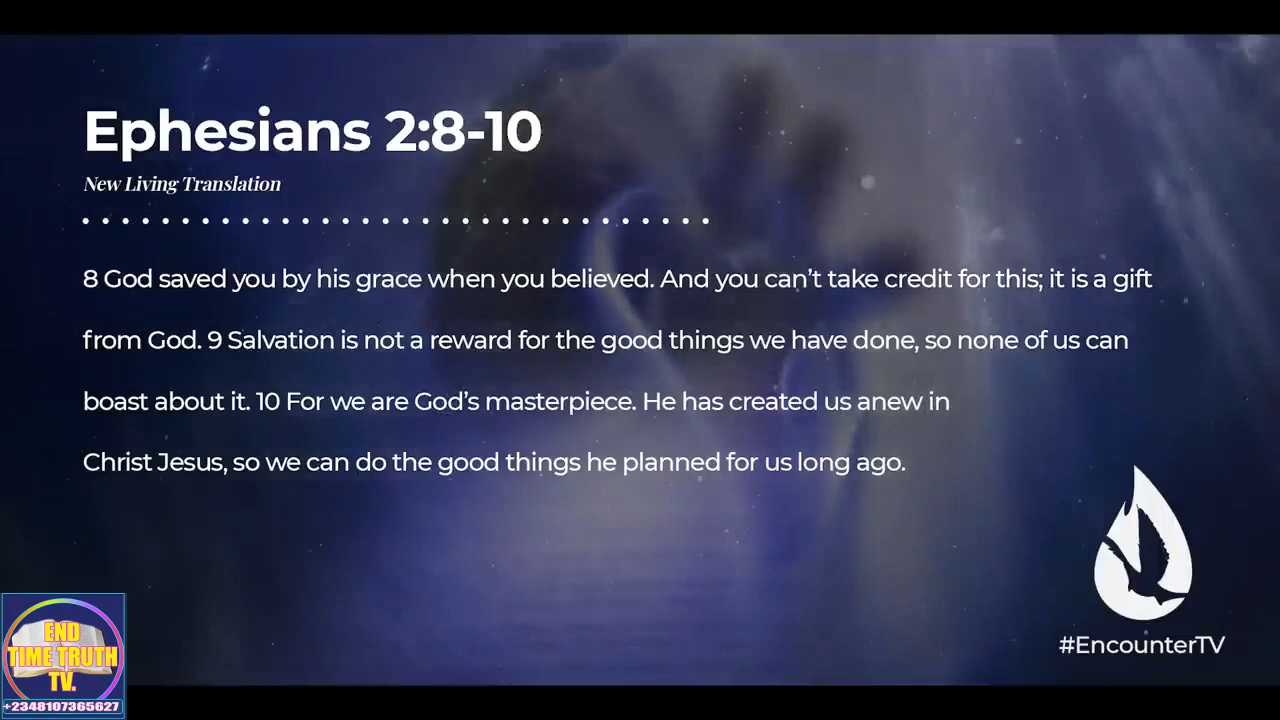 Ephesians 2:8-10
New Living Translation
8 God saved you by his grace when you believed. And you can’t take credit for this; it is a gift
from God. 9 Salvation is not a reward for the good things we have done, so none of us can
boast about it. 10 For we are God’s masterpiece. He has created us anew in
Christ Jesus, so we can do the good things he planned for us long ago.
#EncounterTV
END
TIME TRUTH
TV.
+2348107365627